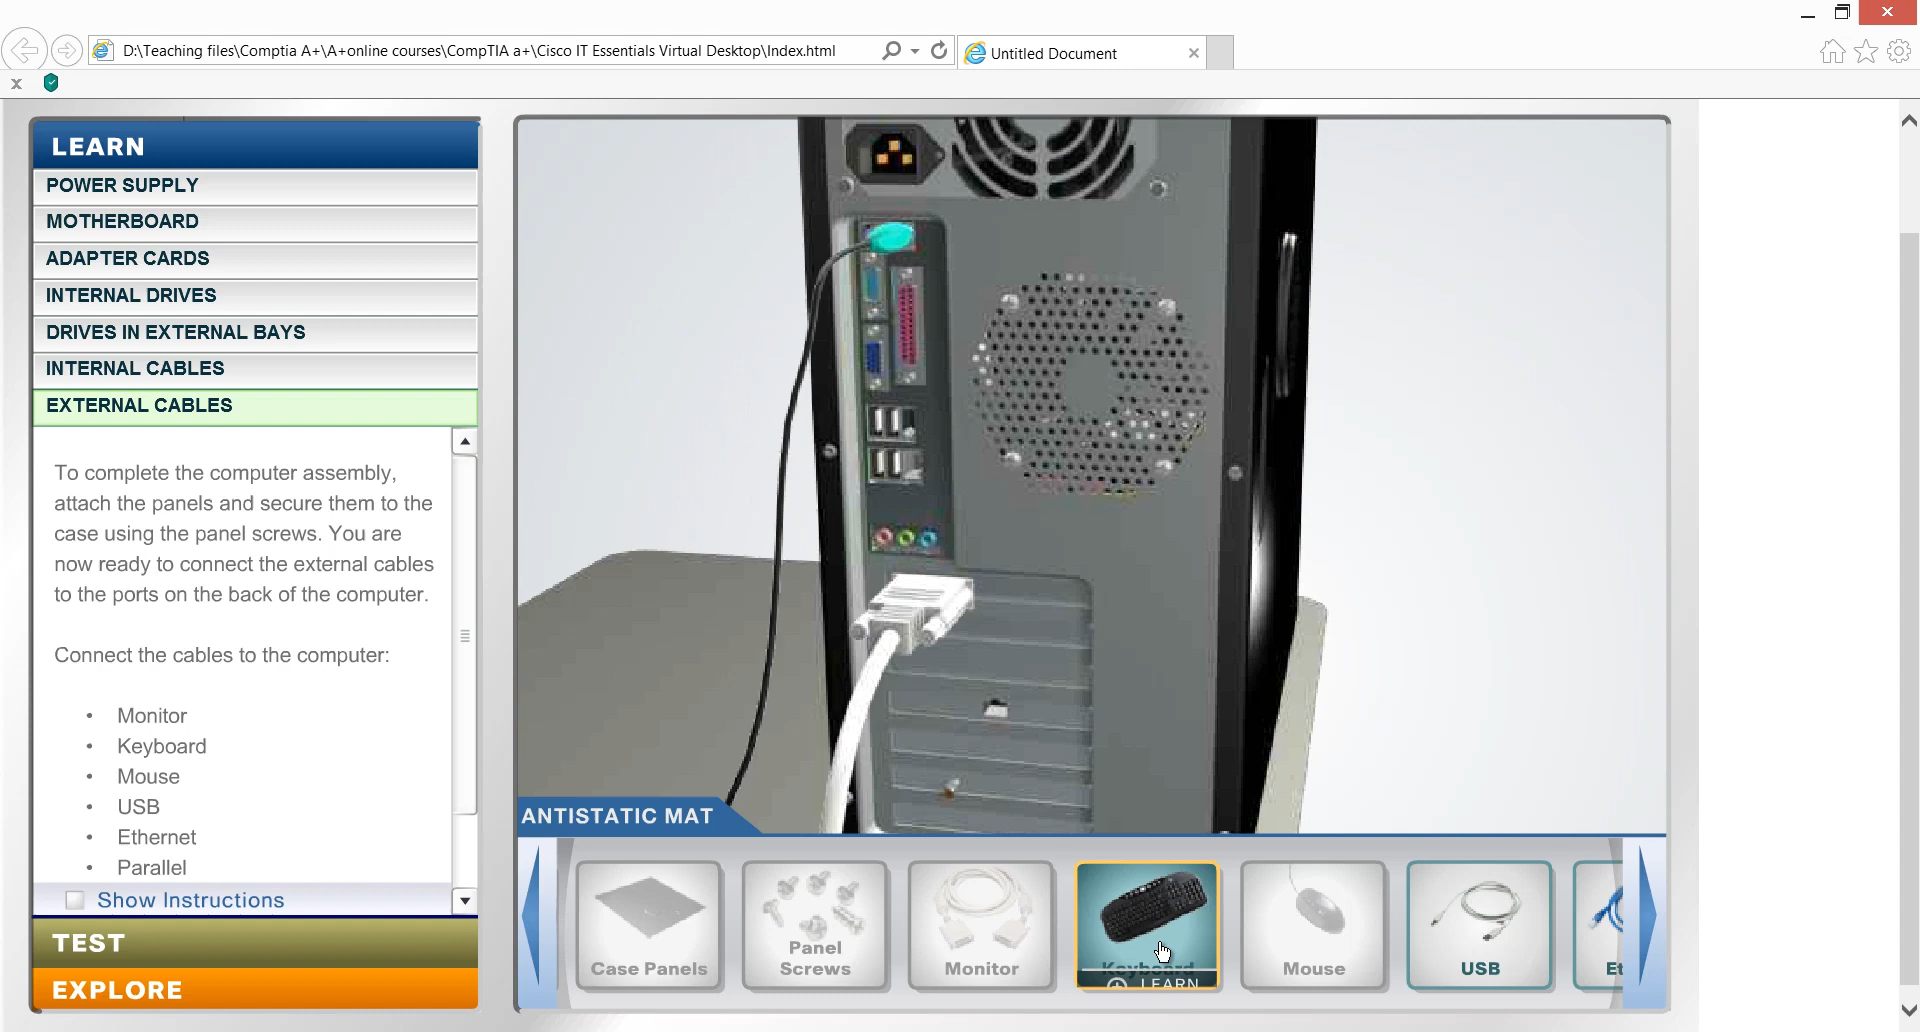 D:\Teaching files\Comptia A+\A+online courses\CompTIA a+\Cisco IT Essentials Virtual Desktop\Index.html
Untitled Document
LEARN
POWER SUPPLY
MOTHERBOARD
ADAPTER CARDS
INTERNAL DRIVES
DRIVES IN EXTERNAL BAYS
INTERNAL CABLES
EXTERNAL CABLES
To complete the computer assembly,
attach the panels and secure them to the
case using the panel screws. You are
now ready to connect the external cables
to the ports on the back of the computer.
Connect the cables to the computer:
• Monitor
• Keyboard
• Mouse
• USB
• Ethernet
• Parallel
Show Instructions
TEST
EXPLORE
ANTISTATIC MAT
Case Panels
Panel
Screws
Monitor
Keyboard
LEARN
Mouse
USB
Et